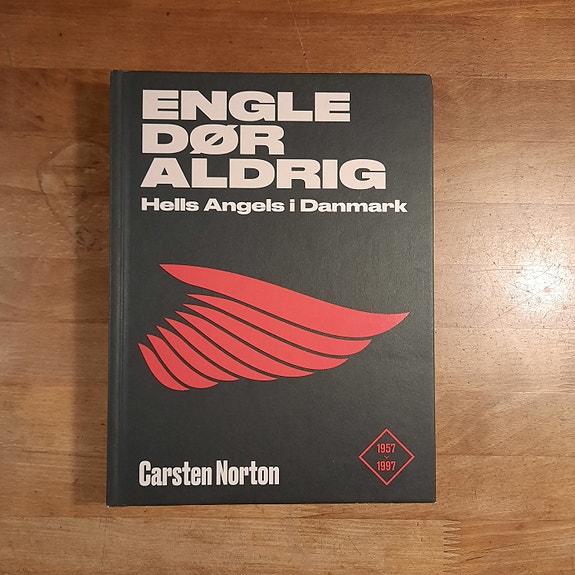 ENGLE
DØR
ALDRIG
Hells Angels i Danmark
1957
1997
Carsten Norton